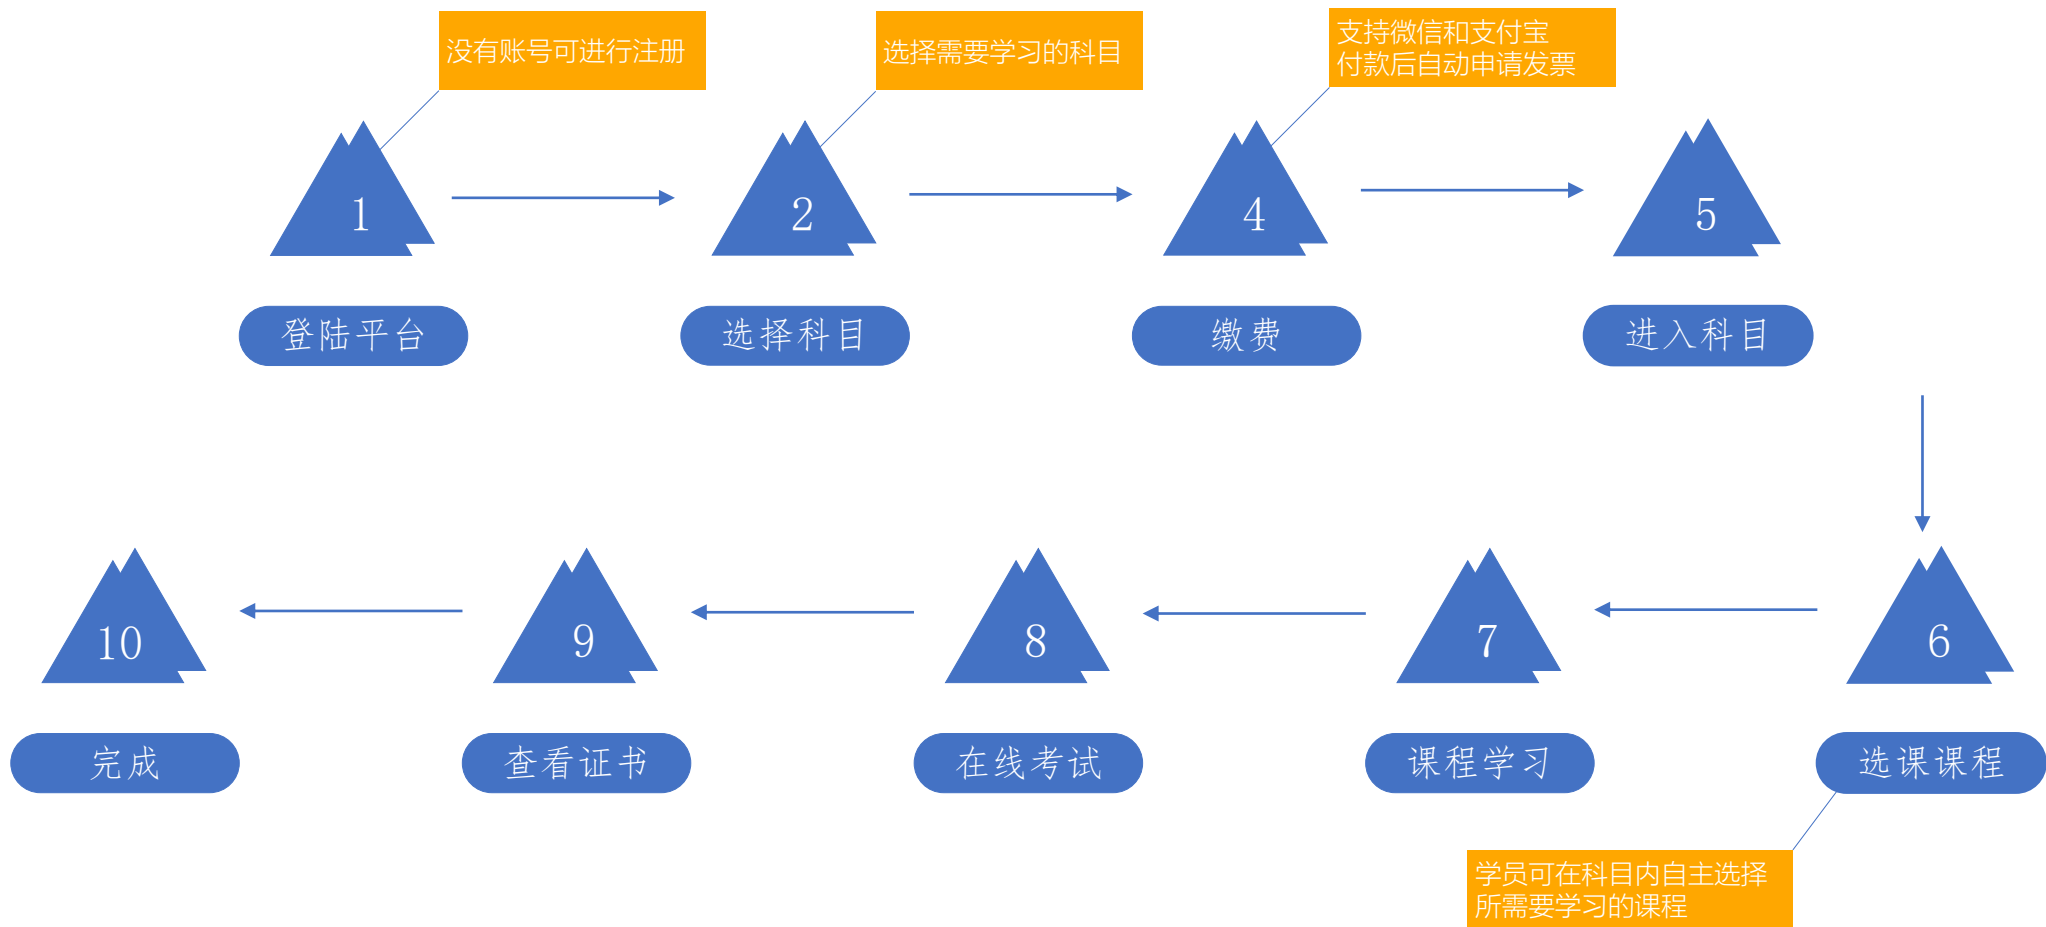 没有账号可进行注册
选择需要学习的科目
支持微信和支付宝
付款后自动申请发票
1
2
4
5
登陆平台
选择科目
缴费
进入科目
10
9
8
7
6
完成
查看证书
在线考试
课程学习
选课课程
学员可在科目内自主选择
所需要学习的课程